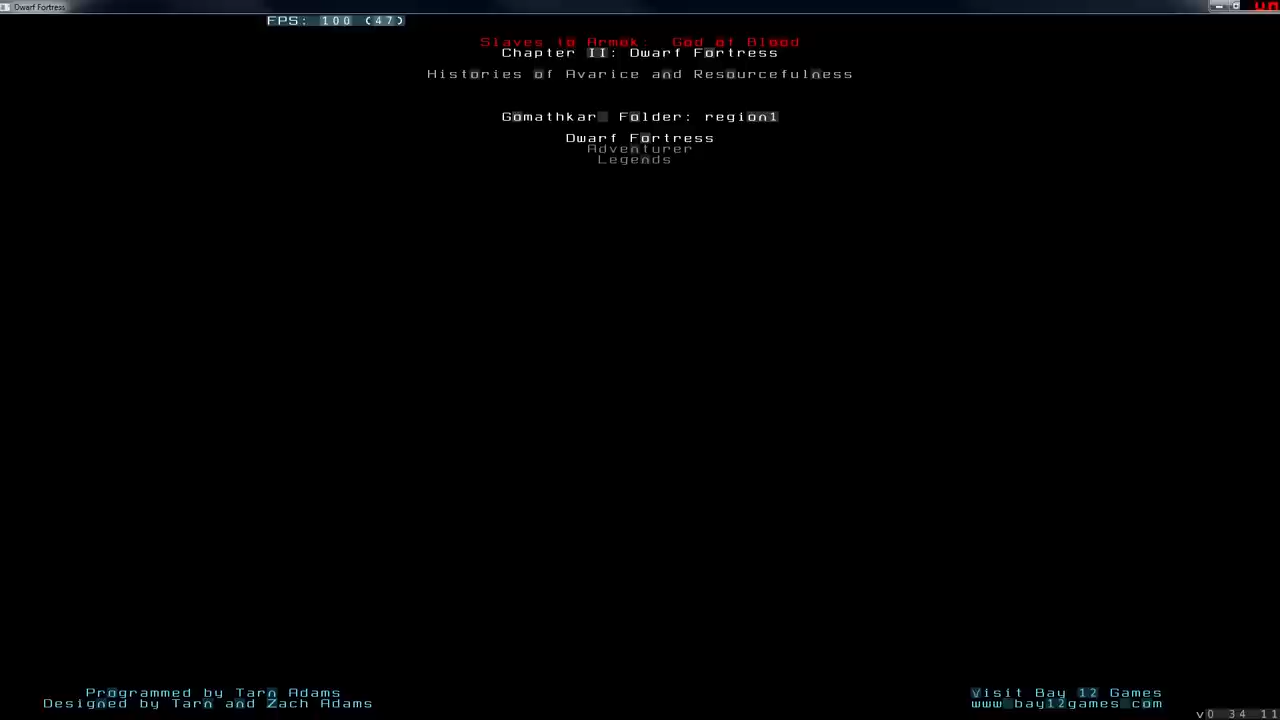 Dwarf Fortress
FPS: 100 (47)
Slaves to Armok: God of Blood
Chapter II: Dwarf Fortress
Histories of Avarice and Resourcefulness
Gomathkar  Folder: region1
Dwarf Fortress
Adventurer
Legends
Programmed by Tarn Adams
Designed by Tarn and Zach Adams
Visit Bay 12 Games
www bay12games com
v0 34 11